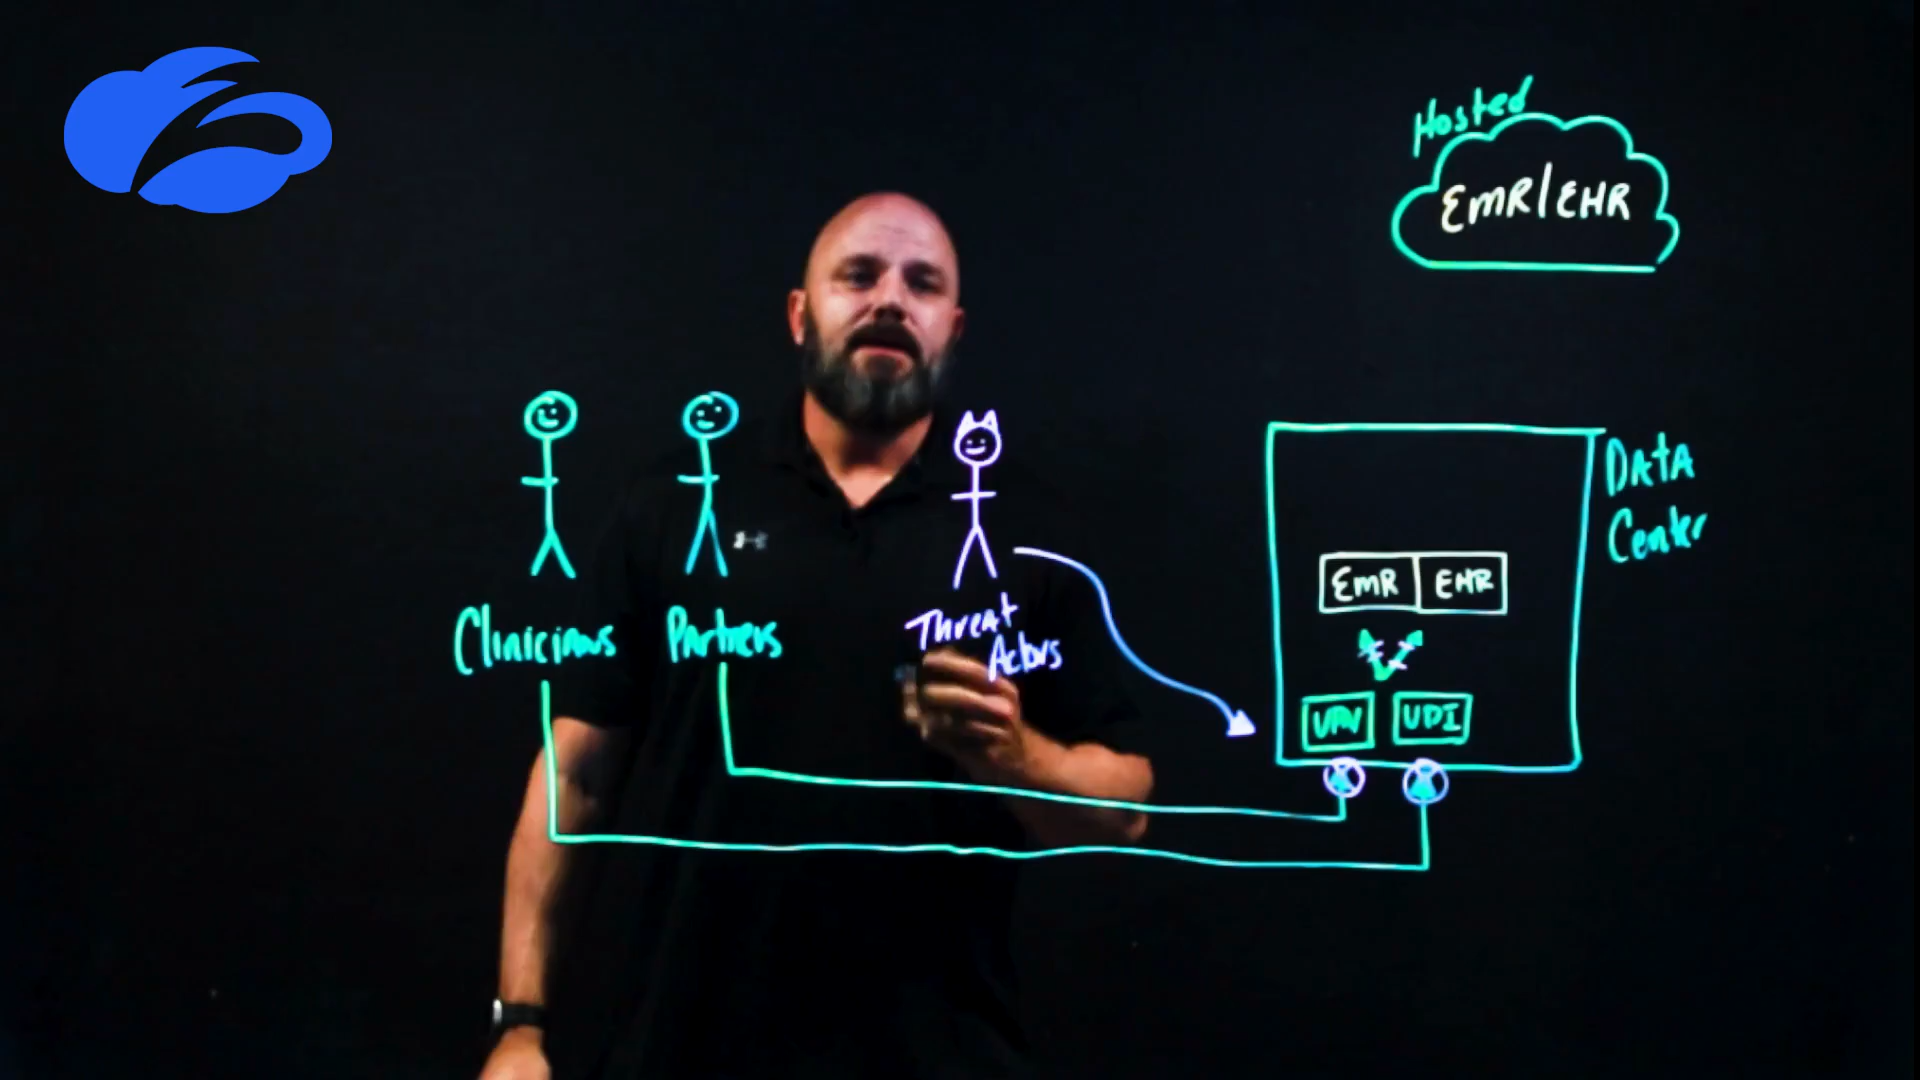 Hosted
EMR/EHR
Data
Center
EMR EHR
VPN VDI
Clinicians
Partners
Threat
Actors